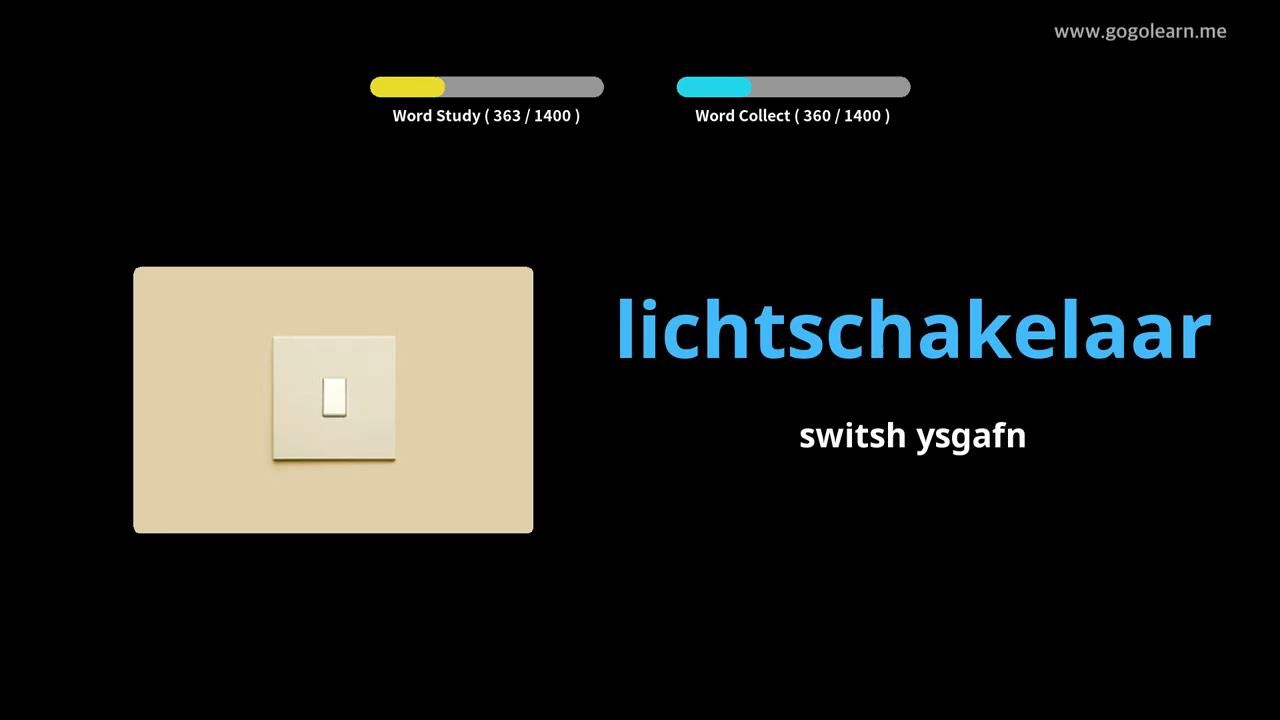 www.gogolearn.me
Word Study ( 363 / 1400 )
Word Collect ( 360 / 1400 )
lichtschakelaar
switsh ysgafn